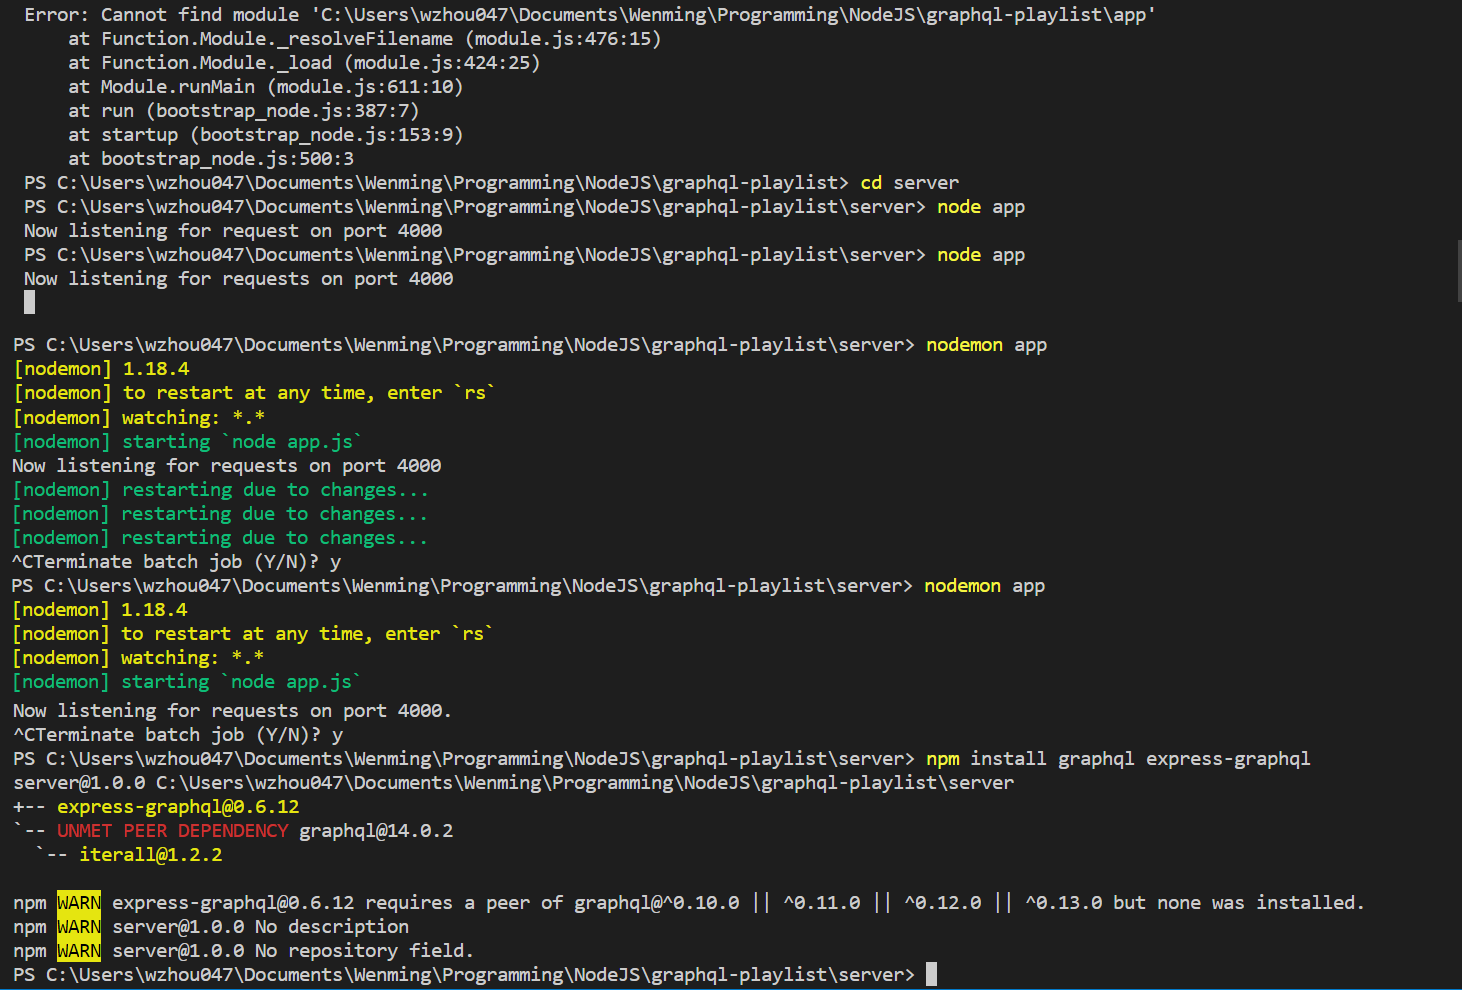 Error: Cannot find module 'C:\Users\wzhou047\Documents\Wenming\Programming\NodeJS\graphql-playlist\app'
    at Function.Module._resolveFilename (module.js:476:15)
    at Function.Module._load (module.js:424:25)
    at Module.runMain (module.js:611:10)
    at run (bootstrap_node.js:387:7)
    at startup (bootstrap_node.js:153:9)
    at bootstrap_node.js:500:3
PS C:\Users\wzhou047\Documents\Wenming\Programming\NodeJS\graphql-playlist> cd server
PS C:\Users\wzhou047\Documents\Wenming\Programming\NodeJS\graphql-playlist\server> node app
Now listening for request on port 4000
PS C:\Users\wzhou047\Documents\Wenming\Programming\NodeJS\graphql-playlist\server> node app
Now listening for requests on port 4000
PS C:\Users\wzhou047\Documents\Wenming\Programming\NodeJS\graphql-playlist\server> nodemon app
[nodemon] 1.18.4
[nodemon] to restart at any time, enter `rs`
[nodemon] watching: *.*
[nodemon] starting `node app.js`
Now listening for requests on port 4000
[nodemon] restarting due to changes...
[nodemon] restarting due to changes...
[nodemon] restarting due to changes...
^CTerminate batch job (Y/N)? y
PS C:\Users\wzhou047\Documents\Wenming\Programming\NodeJS\graphql-playlist\server> nodemon app
[nodemon] 1.18.4
[nodemon] to restart at any time, enter `rs`
[nodemon] watching: *.*
[nodemon] starting `node app.js`
Now listening for requests on port 4000.
^CTerminate batch job (Y/N)? y
PS C:\Users\wzhou047\Documents\Wenming\Programming\NodeJS\graphql-playlist\server> npm install graphql express-graphql
server@1.0.0 C:\Users\wzhou047\Documents\Wenming\Programming\NodeJS\graphql-playlist\server
+-- express-graphql@0.6.12
`-- UNMET PEER DEPENDENCY graphql@14.0.2
  `-- iterall@1.2.2
npm WARN express-graphql@0.6.12 requires a peer of graphql@^0.10.0 || ^0.11.0 || ^0.12.0 || ^0.13.0 but none was installed.
npm WARN server@1.0.0 No description
npm WARN server@1.0.0 No repository field.
PS C:\Users\wzhou047\Documents\Wenming\Programming\NodeJS\graphql-playlist\server>